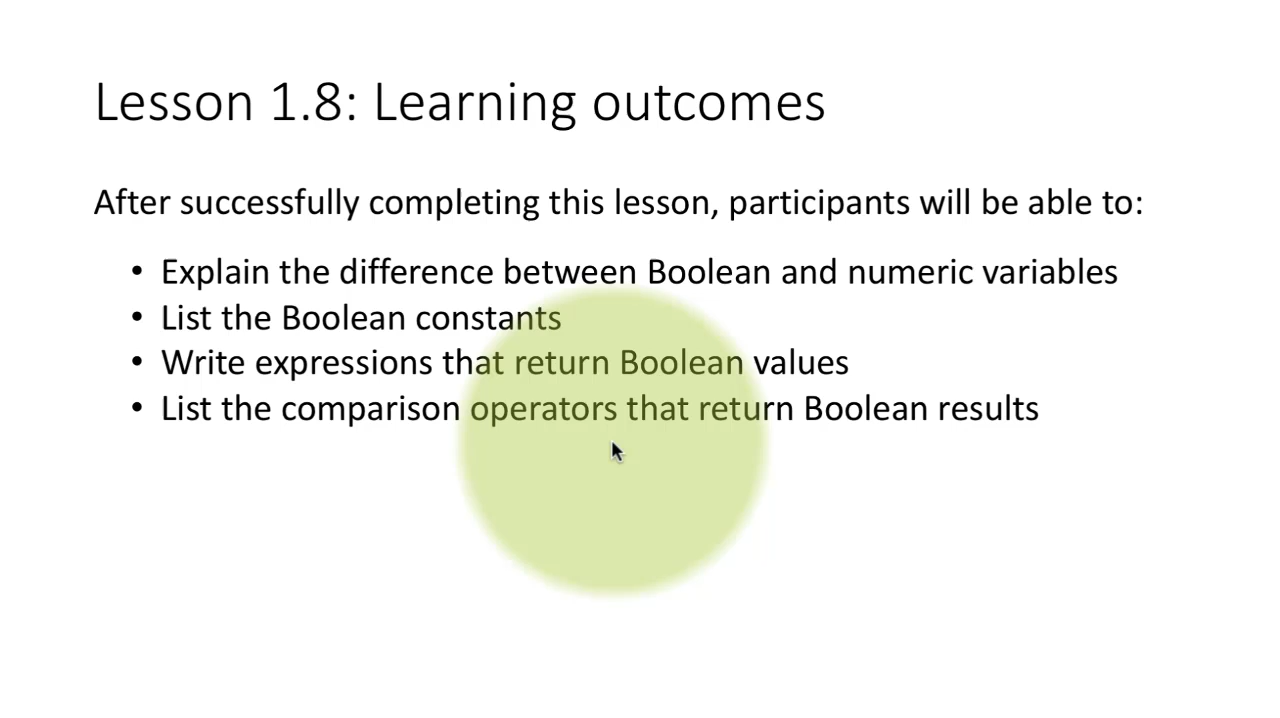 Lesson 1.8: Learning outcomes
After successfully completing this lesson, participants will be able to:
• Explain the difference between Boolean and numeric variables
• List the Boolean constants
• Write expressions that return Boolean values
• List the comparison operators that return Boolean results